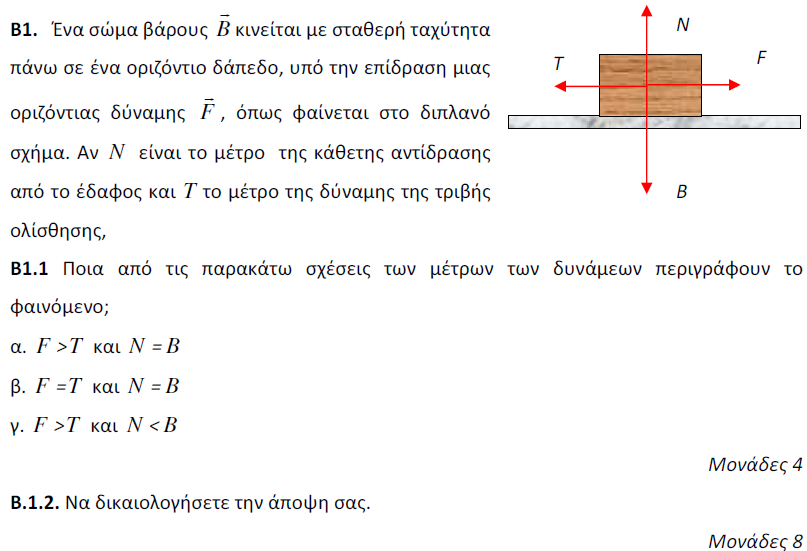 B1. Ένα σώμα βάρους B⃗ κινείται με σταθερή ταχύτητα
πάνω σε ένα οριζόντιο δάπεδο, υπό την επίδραση μιας
οριζόντιας δύναμης F⃗ , όπως φαίνεται στο διπλανό
σχήμα. Αν N είναι το μέτρο της κάθετης αντίδρασης
από το έδαφος και T το μέτρο της δύναμης της τριβής
ολίσθησης,
N
T
F
B
B1.1 Ποια από τις παρακάτω σχέσεις των μέτρων των δυνάμεων περιγράφουν το
φαινόμενο;
α. F >T και N = B
β. F =T και N = B
γ. F >T και N < B
Μονάδες 4
B.1.2. Να δικαιολογήσετε την άποψη σας.
Μονάδες 8